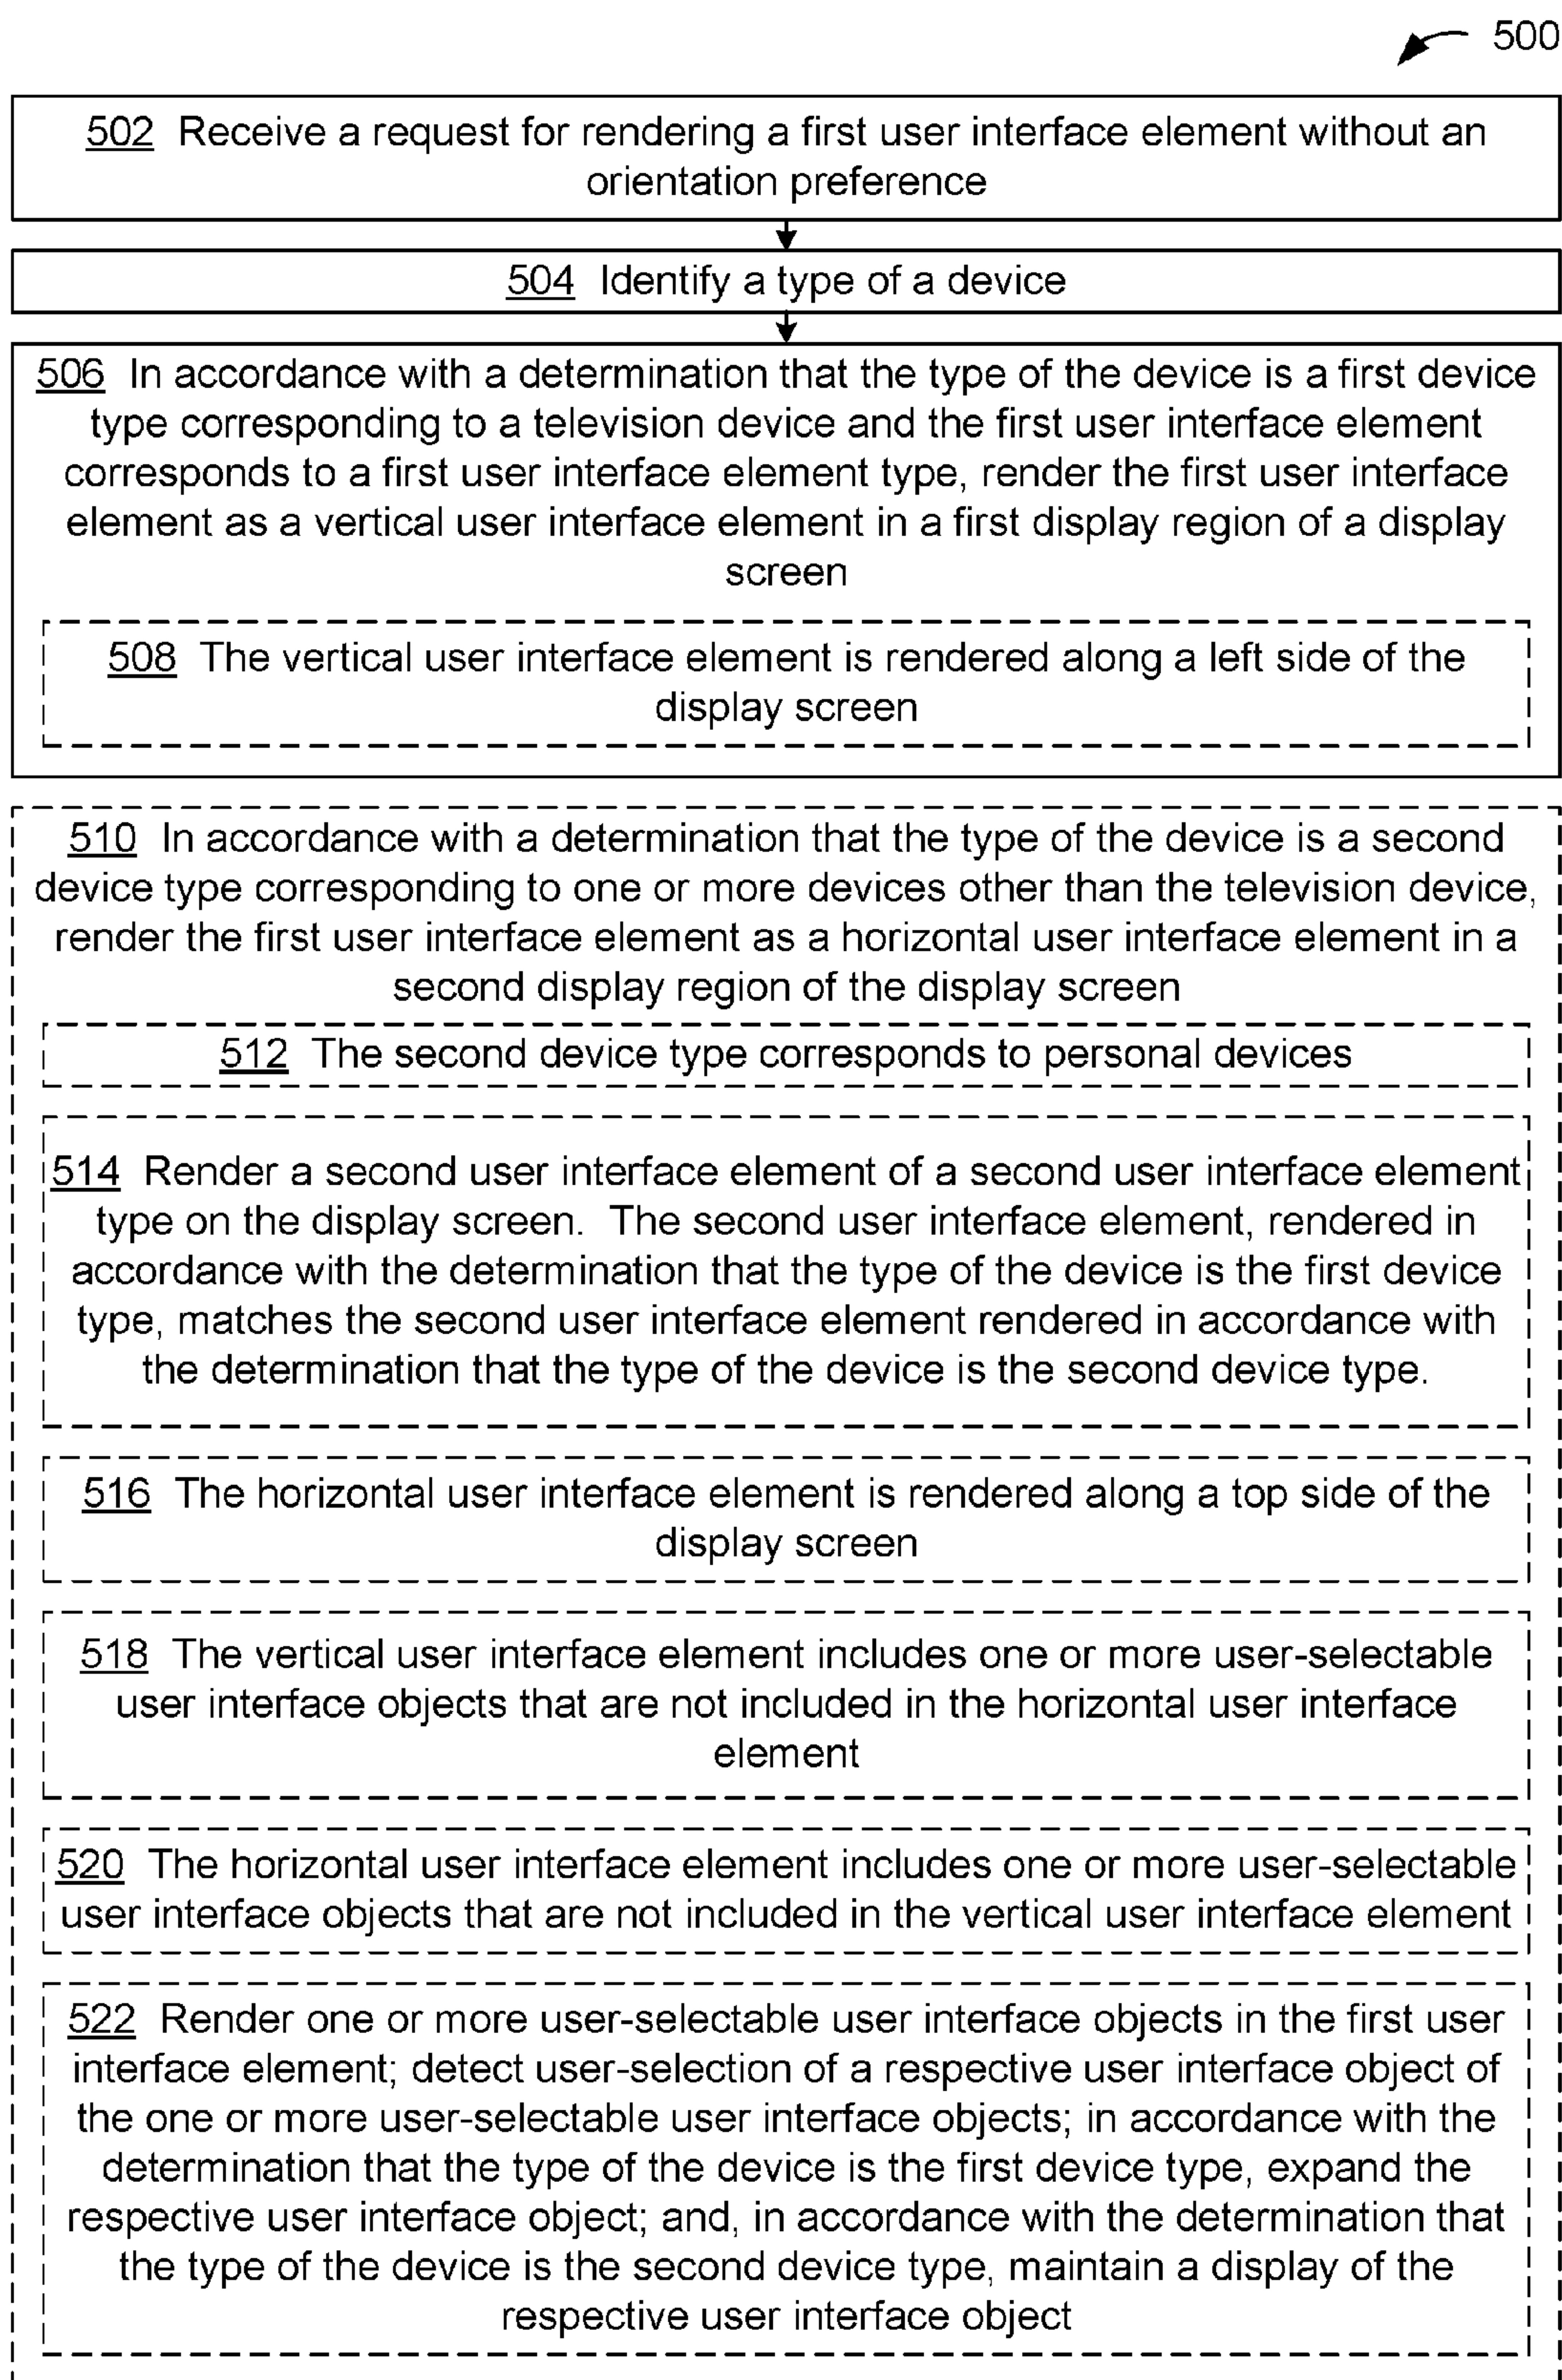 500
502 Receive a request for rendering a first user interface element without an
orientation preference
504 Identify a type of a device
506 In accordance with a determination that the type of the device is a first device
type corresponding to a television device and the first user interface element
corresponds to a first user interface element type, render the first user interface
element as a vertical user interface element in a first display region of a display
screen
508 The vertical user interface element is rendered along a left side of the
display screen
510 In accordance with a determination that the type of the device is a second
device type corresponding to one or more devices other than the television device,
render the first user interface element as a horizontal user interface element in a
second display region of the display screen
512 The second device type corresponds to personal devices
514 Render a second user interface element of a second user interface element
type on the display screen. The second user interface element, rendered in
accordance with the determination that the type of the device is the first device
type, matches the second user interface element rendered in accordance with
the determination that the type of the device is the second device type.
516 The horizontal user interface element is rendered along a top side of the
display screen
518 The vertical user interface element includes one or more user-selectable
user interface objects that are not included in the horizontal user interface
element
520 The horizontal user interface element includes one or more user-selectable
user interface objects that are not included in the vertical user interface element
522 Render one or more user-selectable user interface objects in the first user
interface element; detect user-selection of a respective user interface object of
the one or more user-selectable user interface objects; in accordance with the
determination that the type of the device is the first device type, expand the
respective user interface object; and, in accordance with the determination that
the type of the device is the second device type, maintain a display of the
respective user interface object